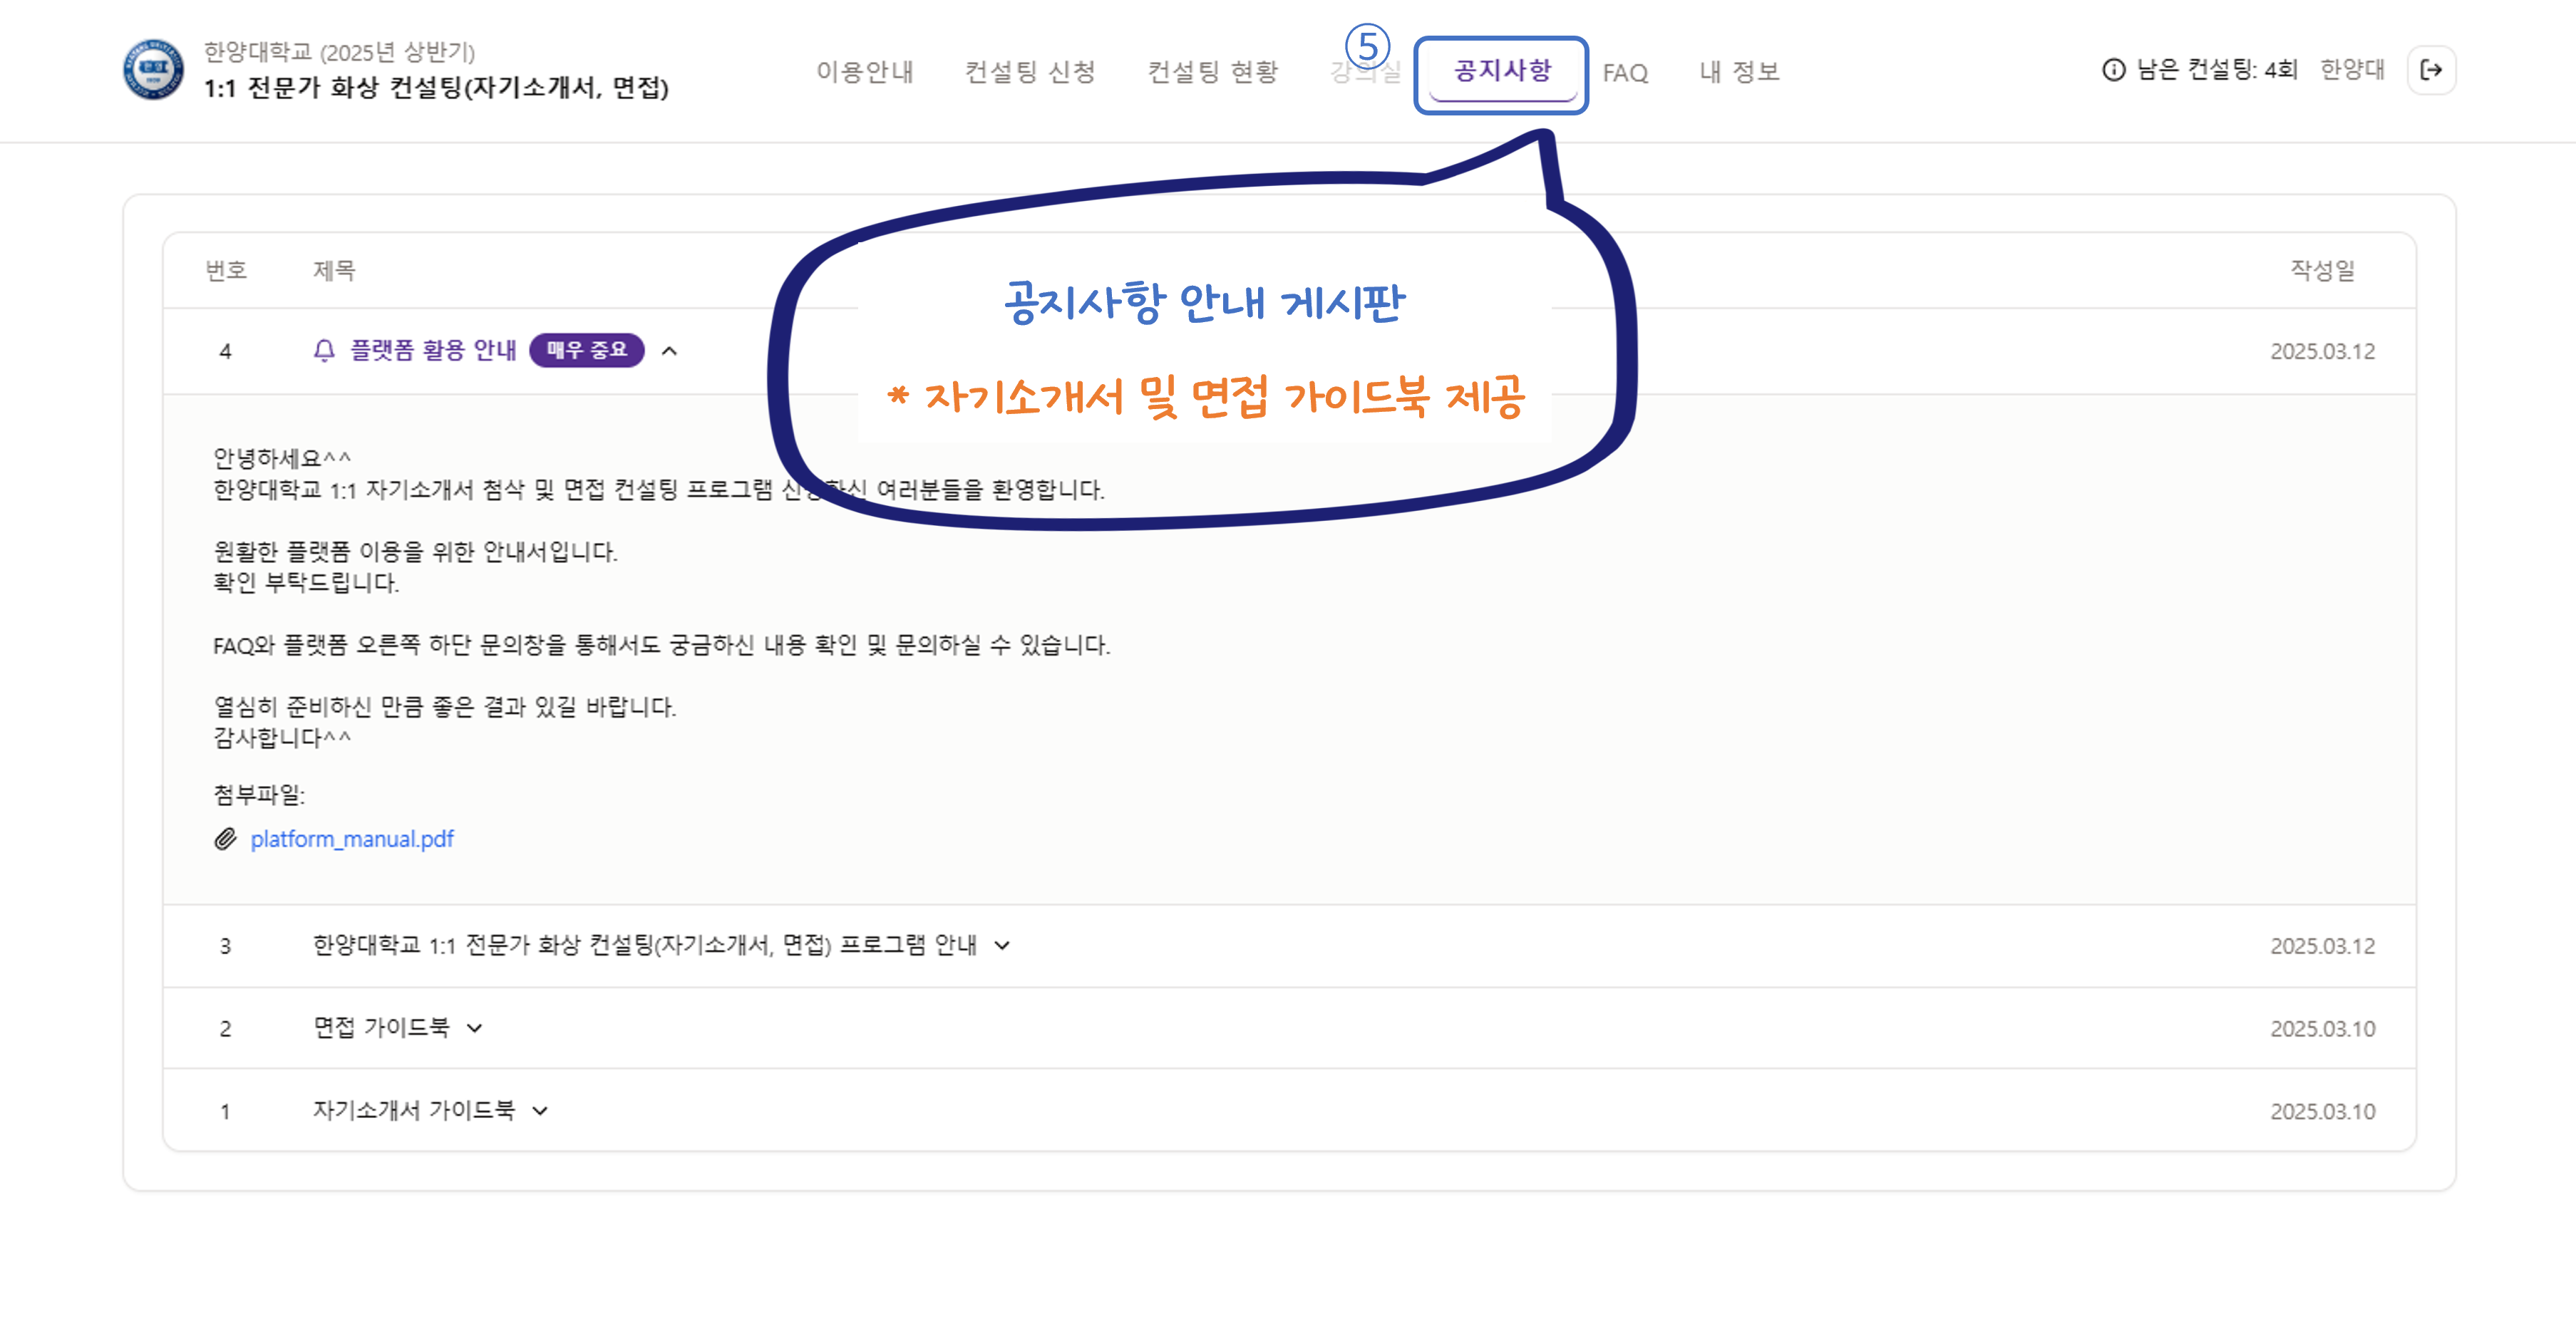 한양대학교 (2025년 상반기)
1:1 전문가 화상 컨설팅(자기소개서, 면접)
이용안내
컨설팅 신청
컨설팅 현황
⑤
강의실
공지사항
FAQ
내 정보
남은 컨설팅: 4회
한양대
공지사항 안내 게시판
* 자기소개서 및 면접 가이드북 제공
번호 제목 작성일
4 플랫폼 활용 안내 매우 중요 2025.03.12
안녕하세요^^
한양대학교 1:1 자기소개서 첨삭 및 면접 컨설팅 프로그램 신청하신 여러분들을 환영합니다.
원활한 플랫폼 이용을 위한 안내서입니다.
확인 부탁드립니다.
FAQ와 플랫폼 오른쪽 하단 문의창을 통해서도 궁금하신 내용 확인 및 문의하실 수 있습니다.
열심히 준비하신 만큼 좋은 결과 있길 바랍니다.
감사합니다^^
첨부파일:
platform_manual.pdf
3 한양대학교 1:1 전문가 화상 컨설팅(자기소개서, 면접) 프로그램 안내 2025.03.12
2 면접 가이드북 2025.03.10
1 자기소개서 가이드북 2025.03.10